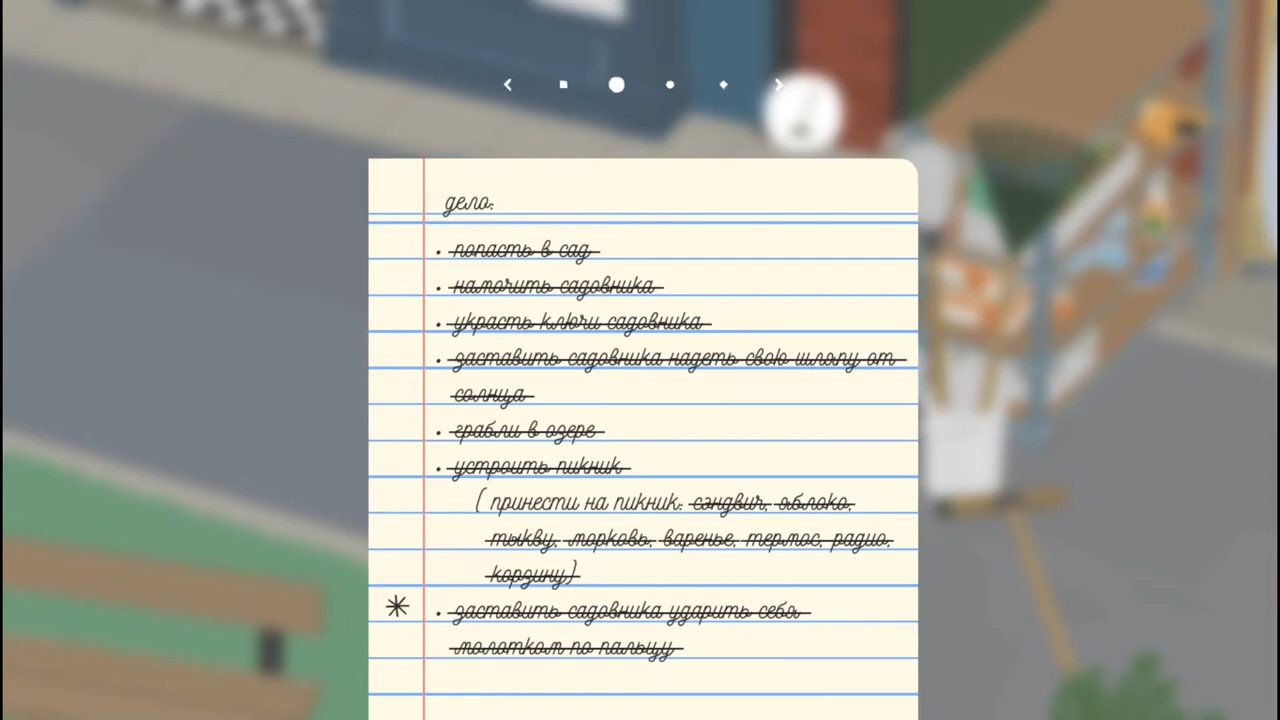 дело:
• попасть в сад
• намочить садовника
• украсть ключи садовника
• заставить садовника надеть свою шляпу от
солнца
• грабли в озере
• устроить пикник
( принести на пикник: сэндвич, яблоко,
тыкву, морковь, варенье, термос, радио,
корзину)
• заставить садовника ударить себя
молотком по пальцу